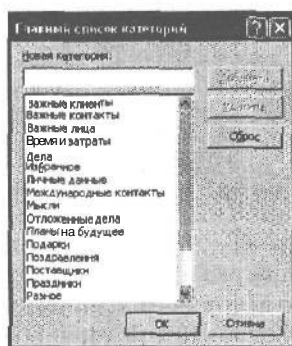 Главный список категорий
Новая категория:
Добавить
Удалить
Важные клиенты
Важные контакты
Важные лица
Время и затраты
Дела
Избранное
Личные данные
Международные контакты
Мысли
Отложенные дела
Планы на будущее
Подарки
Поздравления
Поставщики
Праздники
Разное
Сброс
ОК
Отмена